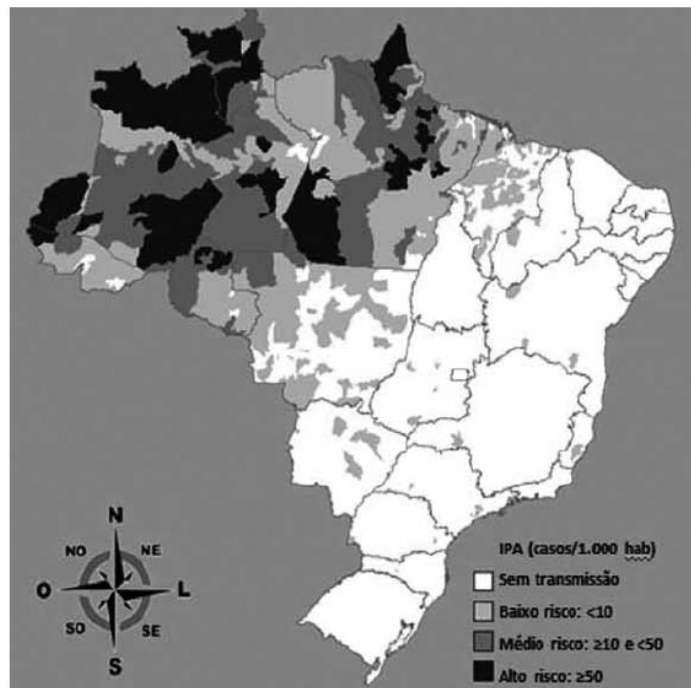 N
NO NE
O L
SO SE
S
IPA (casos/1.000 hab)
Sem transmissão
Baixo risco: <10
Médio risco: ≥10 e <50
Alto risco: ≥50